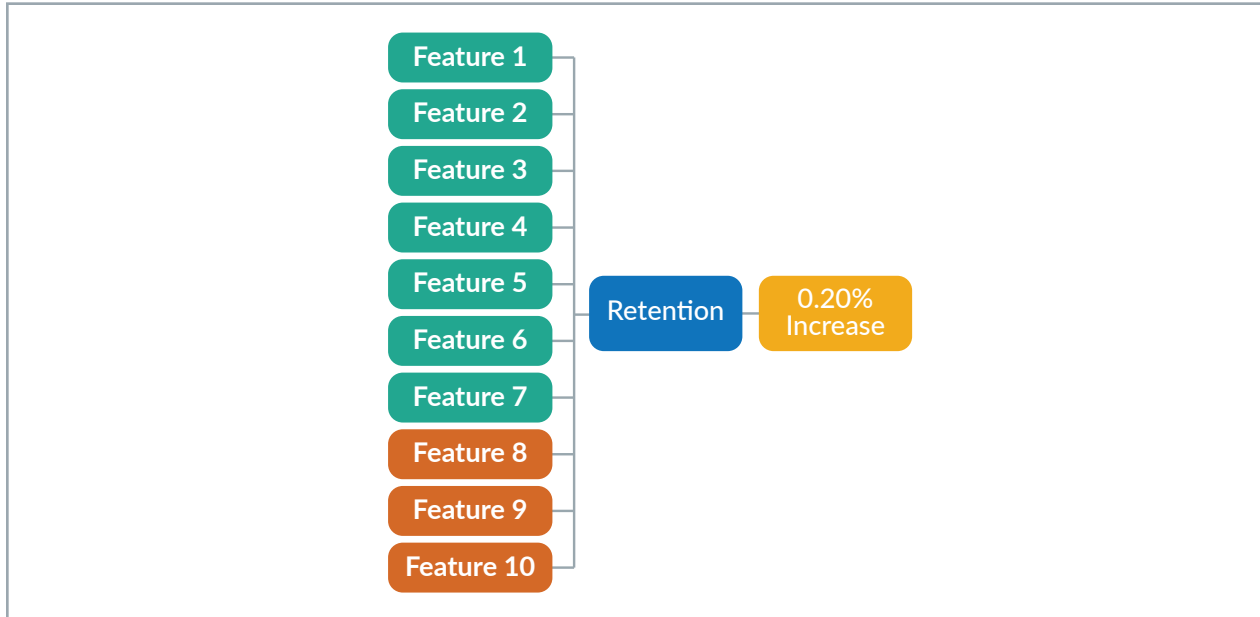 Feature 1
Feature 2
Feature 3
Feature 4
Feature 5
Feature 6
Feature 7
Feature 8
Feature 9
Feature 10
Retention
0.20%
Increase